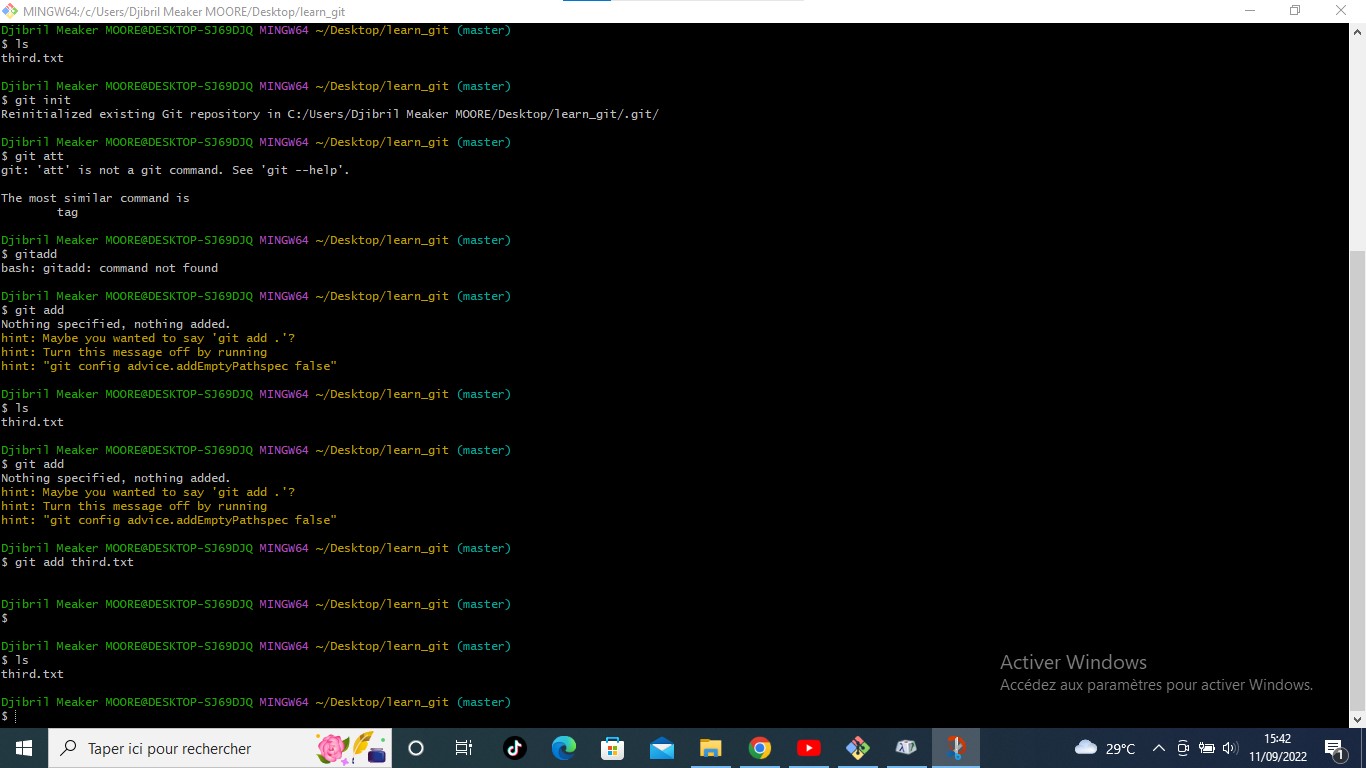 MINGW64:/c/Users/Djibril Meaker MOORE/Desktop/learn_git
Djibril Meaker MOORE@DESKTOP-SJ69DJQ MINGW64 ~/Desktop/learn_git (master)
$ ls
third.txt
Djibril Meaker MOORE@DESKTOP-SJ69DJQ MINGW64 ~/Desktop/learn_git (master)
$ git init
Reinitialized existing Git repository in C:/Users/Djibril Meaker MOORE/Desktop/learn_git/.git/
Djibril Meaker MOORE@DESKTOP-SJ69DJQ MINGW64 ~/Desktop/learn_git (master)
$ git att
git: 'att' is not a git command. See 'git --help'.
The most similar command is
tag
Djibril Meaker MOORE@DESKTOP-SJ69DJQ MINGW64 ~/Desktop/learn_git (master)
$ gitadd
bash: gitadd: command not found
Djibril Meaker MOORE@DESKTOP-SJ69DJQ MINGW64 ~/Desktop/learn_git (master)
$ git add
Nothing specified, nothing added.
hint: Maybe you wanted to say 'git add .'?
hint: Turn this message off by running
hint: "git config advice.addEmptyPathspec false"
Djibril Meaker MOORE@DESKTOP-SJ69DJQ MINGW64 ~/Desktop/learn_git (master)
$ ls
third.txt
Djibril Meaker MOORE@DESKTOP-SJ69DJQ MINGW64 ~/Desktop/learn_git (master)
$ git add
Nothing specified, nothing added.
hint: Maybe you wanted to say 'git add .'?
hint: Turn this message off by running
hint: "git config advice.addEmptyPathspec false"
Djibril Meaker MOORE@DESKTOP-SJ69DJQ MINGW64 ~/Desktop/learn_git (master)
$ git add third.txt
Djibril Meaker MOORE@DESKTOP-SJ69DJQ MINGW64 ~/Desktop/learn_git (master)
$
Djibril Meaker MOORE@DESKTOP-SJ69DJQ MINGW64 ~/Desktop/learn_git (master)
$ ls
third.txt
Djibril Meaker MOORE@DESKTOP-SJ69DJQ MINGW64 ~/Desktop/learn_git (master)
$
Activer Windows
Accédez aux paramètres pour activer Windows.
Taper ici pour rechercher
29°C
15:42
11/09/2022
1